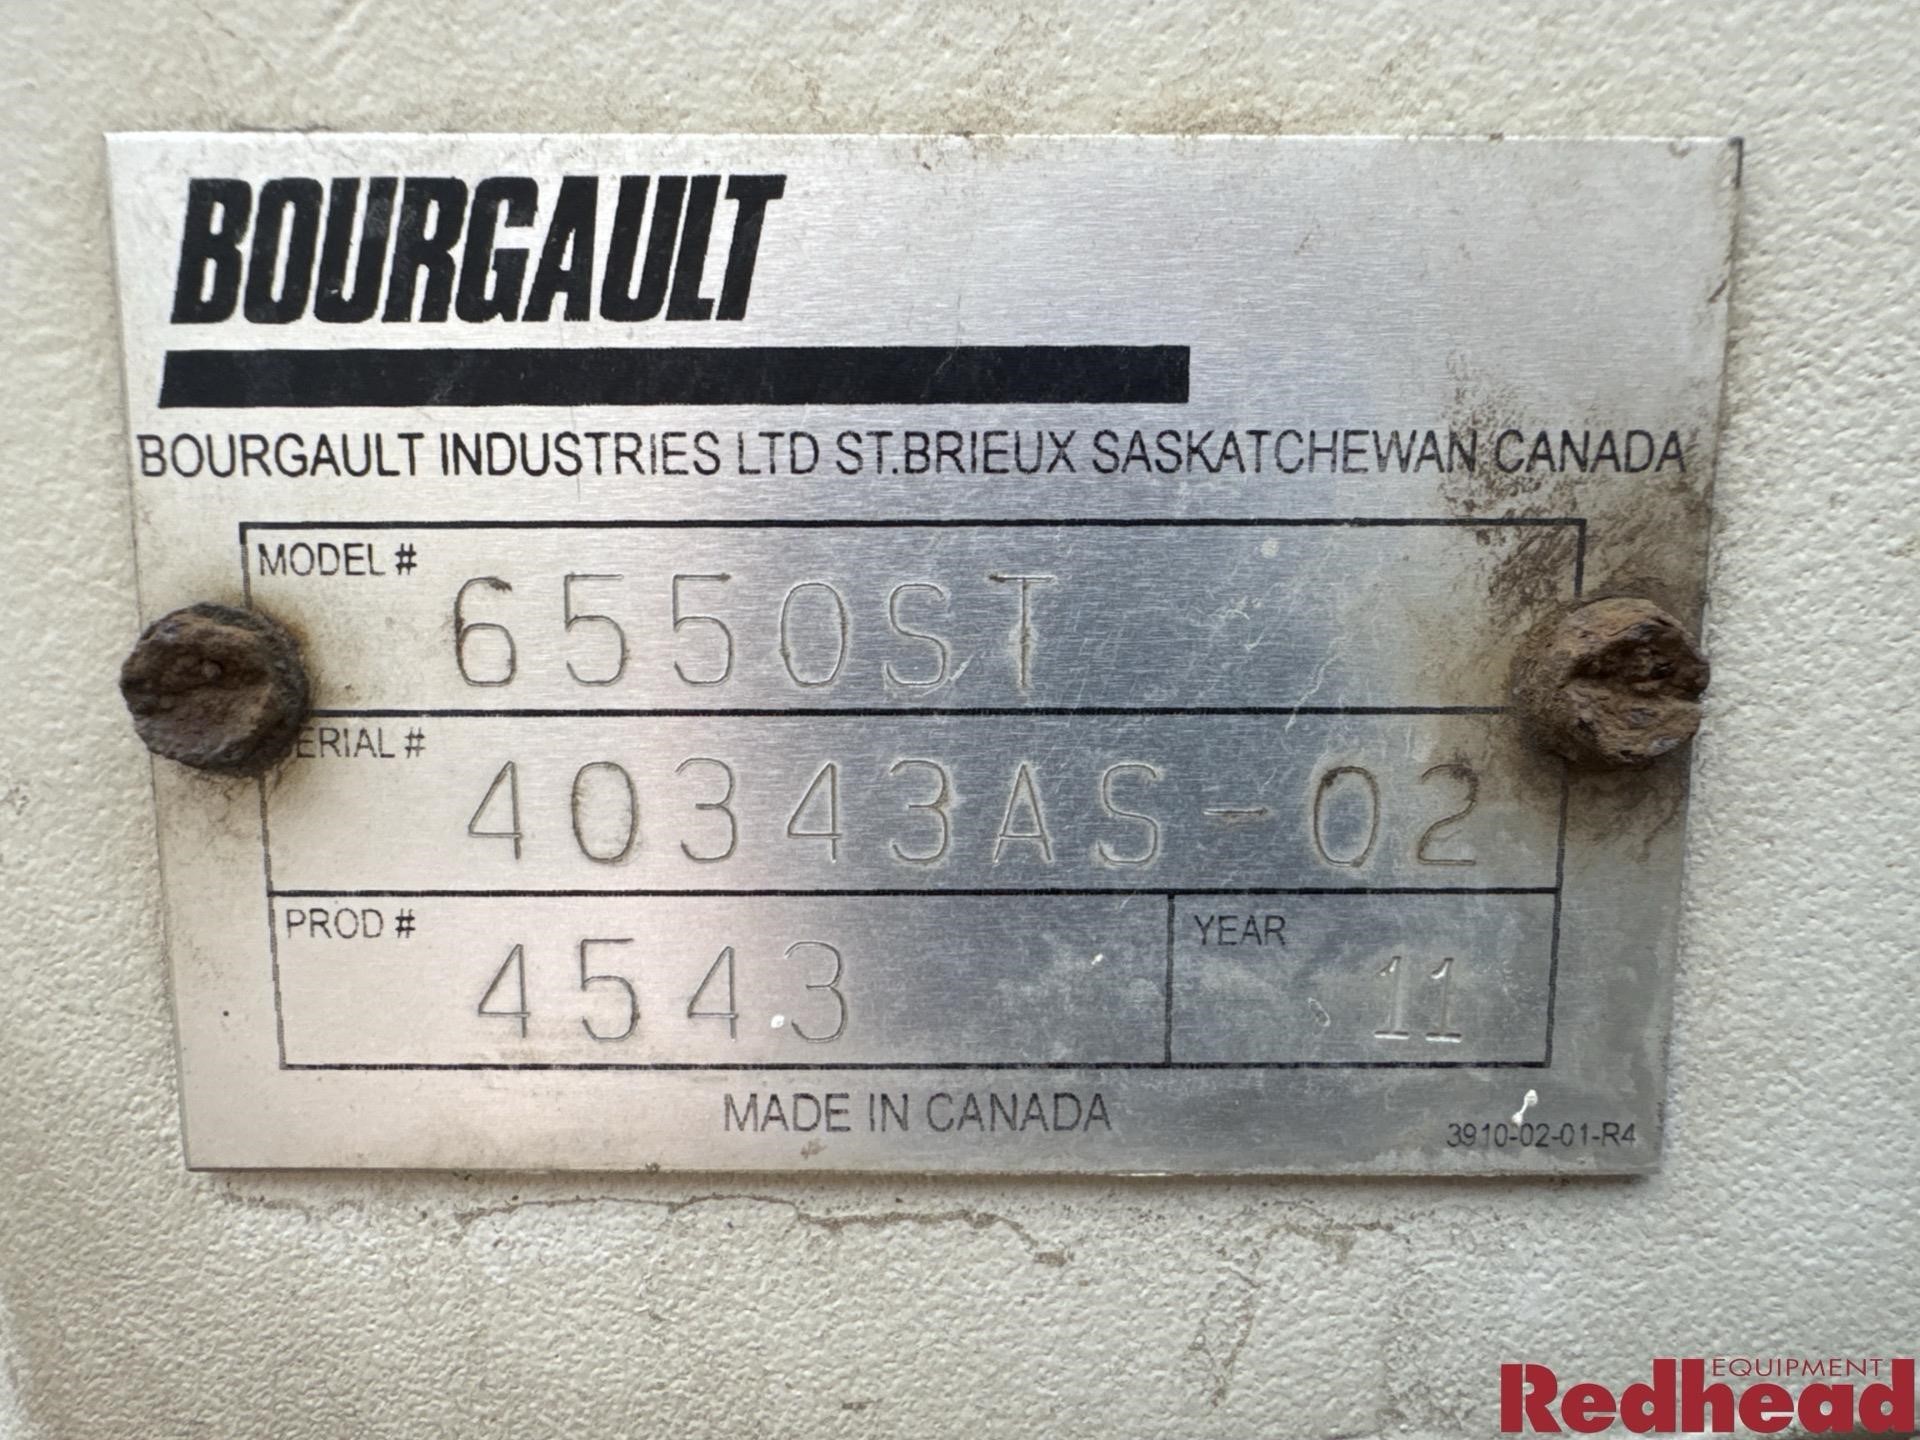 BOURGAULT
BOURGAULT INDUSTRIES LTD ST.BRIEUX SASKATCHEWAN CANADA
MODEL # 6550ST
SERIAL # 40343AS-02
PROD # 4543 YEAR 11
MADE IN CANADA
3910-02-01-R4
EQUIPMENT
Redhead